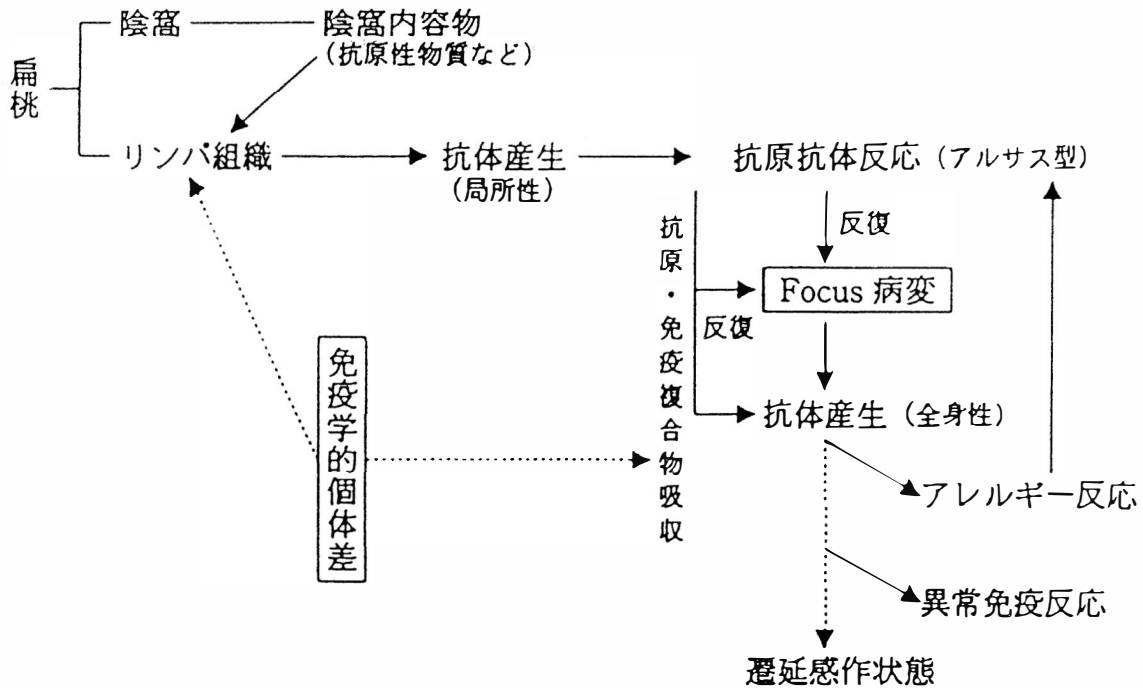 扁桃
陰窩
陰窩内容物
(抗原性物質など)
リンパ組織
抗体産生
(局所性)
抗原抗体反応 (アルサス型)
反復
抗原・免疫復合物吸収
反復
Focus 病変
抗体産生 (全身性)
免疫学的個体差
アレルギー反応
異常免疫反応
遷延感作状態